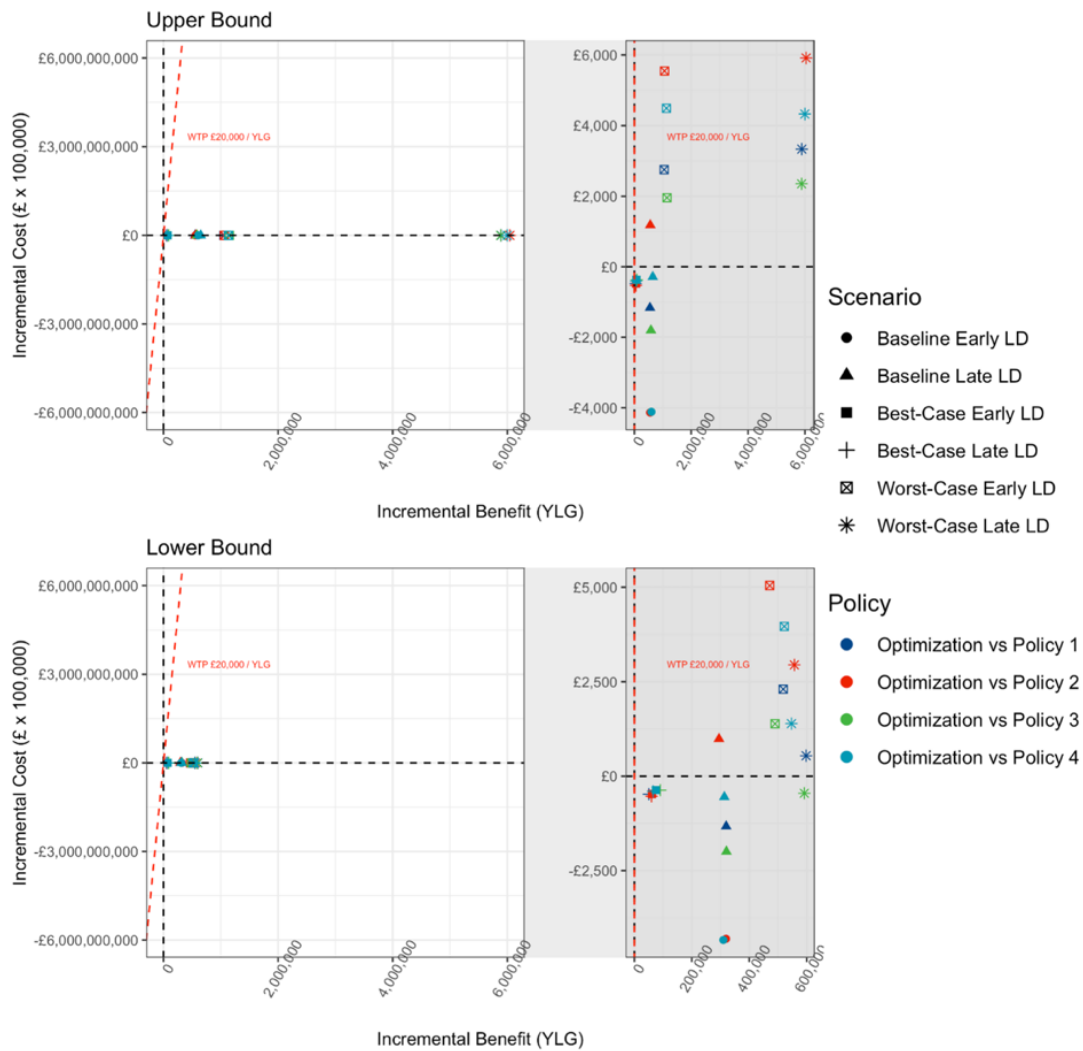 Upper Bound
Incremental Cost (£ x 100,000)
£6,000,000,000
£3,000,000,000
£0
-£3,000,000,000
-£6,000,000,000
WTP £20,000 / YLG
0
2,000,000
4,000,000
6,000,000
£6,000
£4,000
£2,000
£0
-£2,000
-£4,000
WTP £20,000 / YLG
0
2,000,000
4,000,000
Incremental Benefit (YLG)
Lower Bound
Incremental Cost (£ x 100,000)
£6,000,000,000
£3,000,000,000
£0
-£3,000,000,000
-£6,000,000,000
WTP £20,000 / YLG
0
2,000,000
4,000,000
6,000,000
£5,000
£2,500
£0
-£2,500
WTP £20,000 / YLG
0
200,000
400,000
Incremental Benefit (YLG)
Scenario
Baseline Early LD
Baseline Late LD
Best-Case Early LD
Best-Case Late LD
Worst-Case Early LD
Worst-Case Late LD
Policy
Optimization vs Policy 1
Optimization vs Policy 2
Optimization vs Policy 3
Optimization vs Policy 4